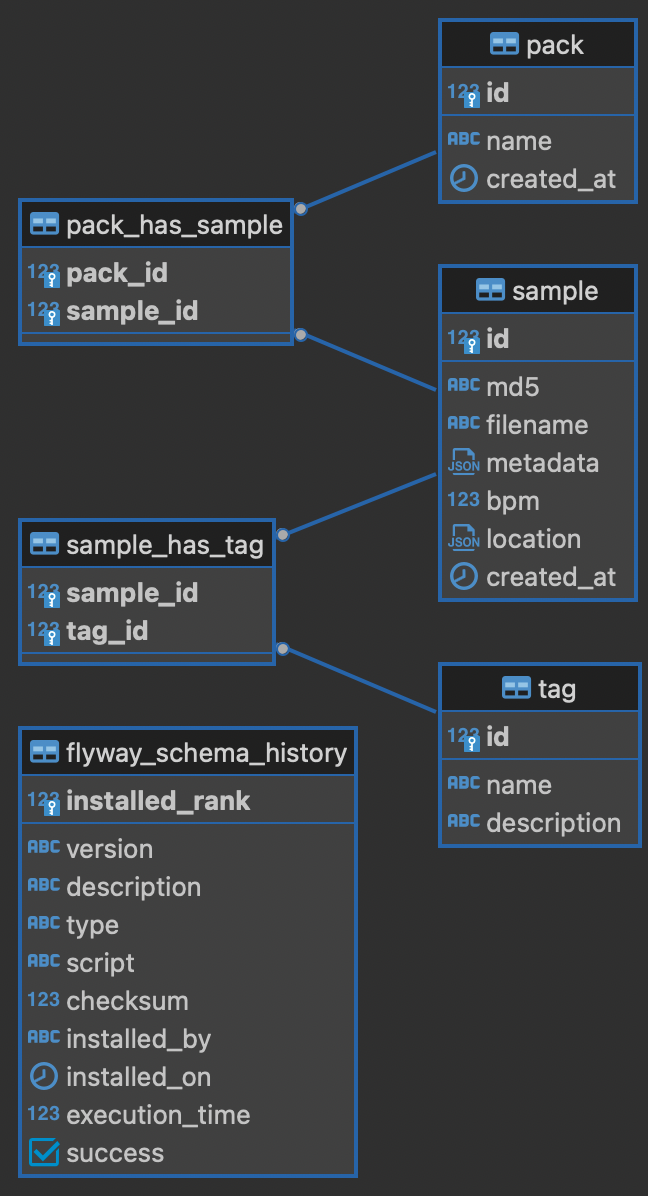 pack
123 id
ABC name
created_at
pack_has_sample
123 pack_id
123 sample_id
sample
123 id
ABC md5
ABC filename
JSON metadata
123 bpm
JSON location
created_at
sample_has_tag
123 sample_id
123 tag_id
tag
123 id
ABC name
ABC description
flyway_schema_history
123 installed_rank
ABC version
ABC description
ABC type
ABC script
123 checksum
ABC installed_by
installed_on
123 execution_time
success